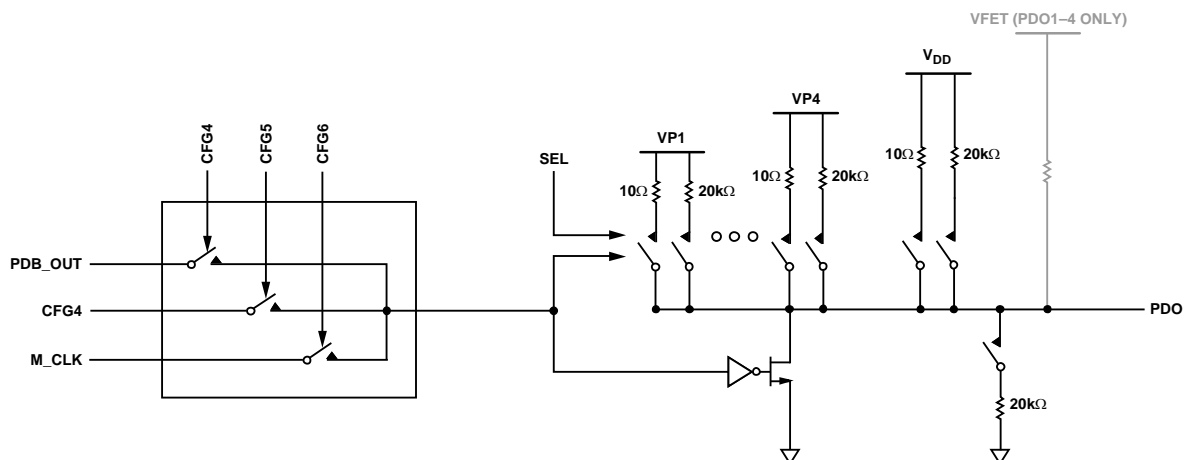 VFET (PDO1–4 ONLY)
VDD
VP4
VP1
CFG4
CFG5
CFG6
SEL
10Ω
20kΩ
10Ω
20kΩ
10Ω
20kΩ
PDB_OUT
CFG4
M_CLK
PDO
20kΩ